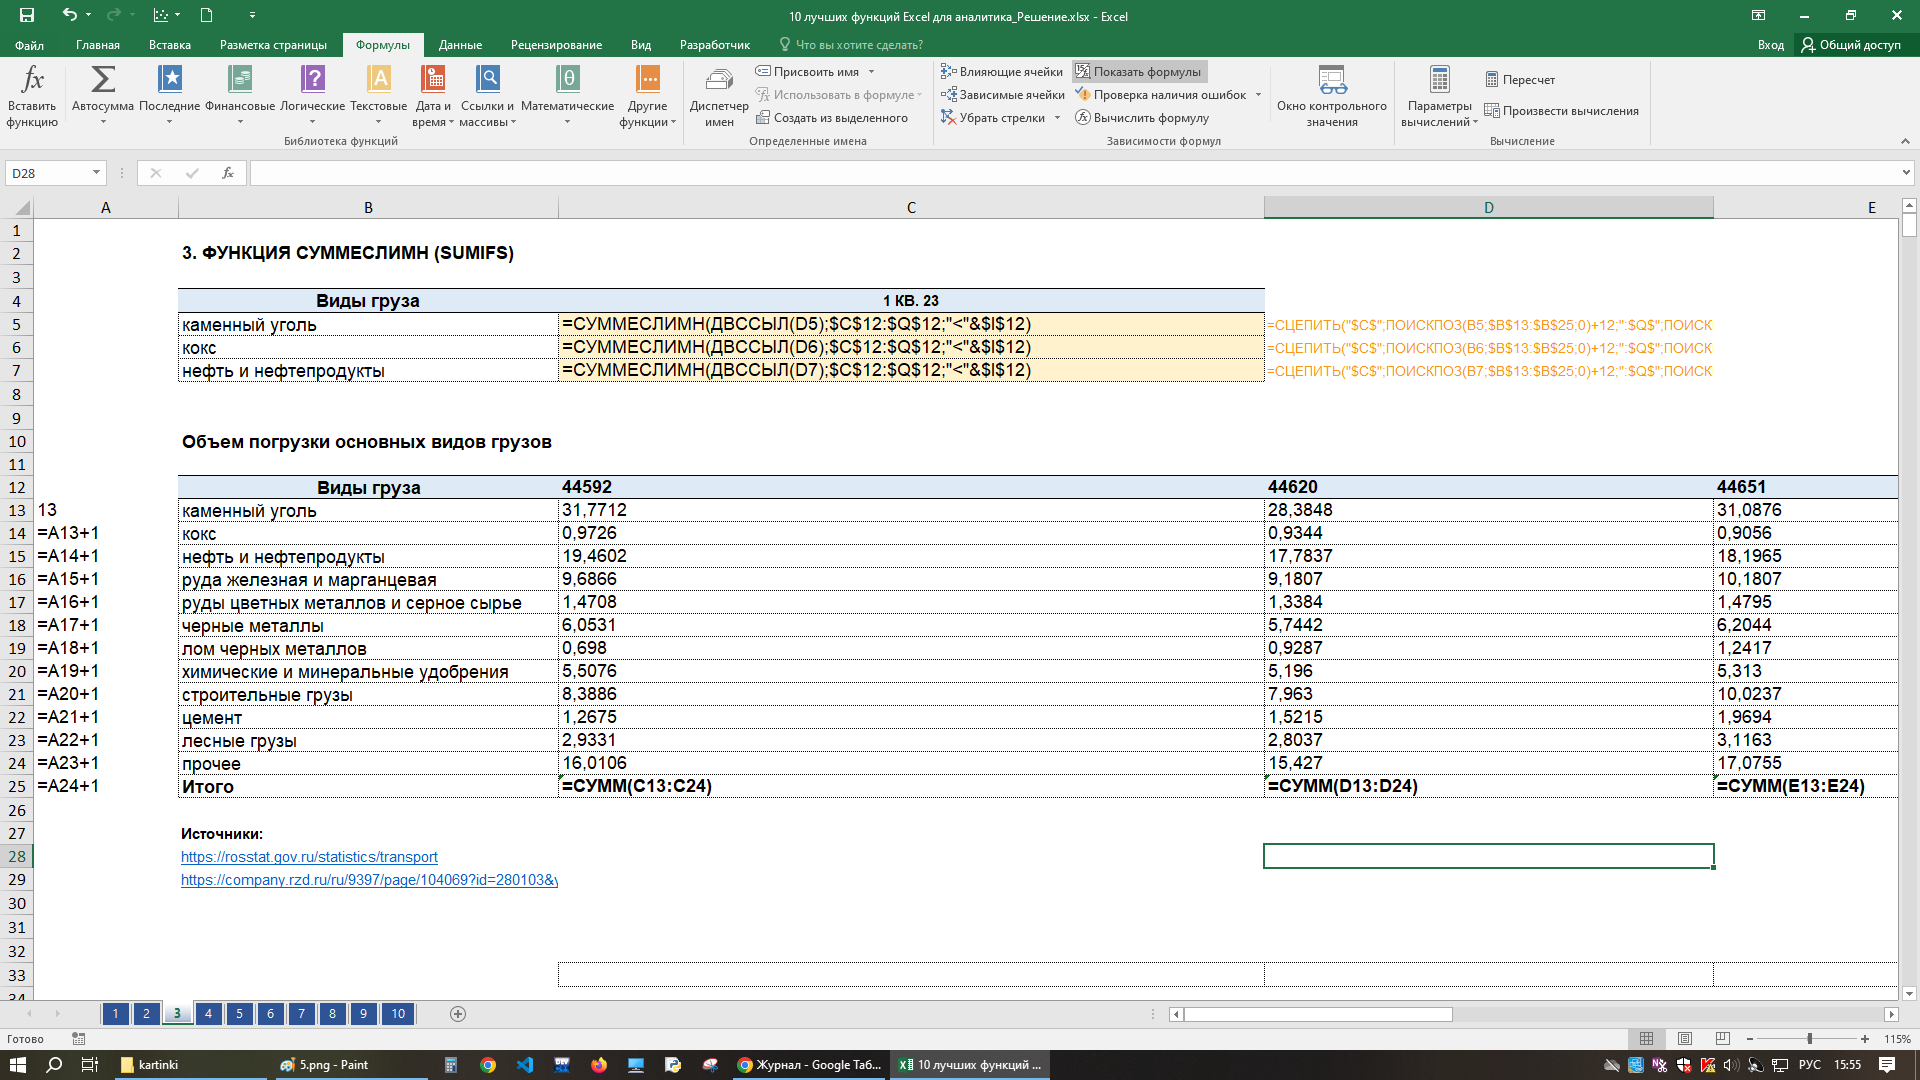 10 лучших функций Excel для аналитика_Решение.xlsx - Excel
Файл Главная Вставка Разметка страницы Формулы Данные Рецензирование Вид Разработчик Что вы хотите сделать? Вход Общий доступ
Вставить функцию
Автосумма
Последние
Финансовые
Логические
Текстовые
Дата и время
Ссылки и массивы
Математические
Другие функции
Библиотека функций
Диспетчер имен
Присвоить имя
Использовать в формуле
Создать из выделенного
Определенные имена
Влияющие ячейки
Зависимые ячейки
Убрать стрелки
Показать формулы
Проверка наличия ошибок
Вычислить формулу
Зависимости формул
Окно контрольного значения
Параметры вычислений
Пересчет
Произвести вычисления
Вычисление
D28
fx
A B C D E
1
2 3. ФУНКЦИЯ СУММЕСЛИМН (SUMIFS)
3
4 Виды груза 1 КВ. 23
5 каменный уголь =СУММЕСЛИМН(ДВССЫЛ(D5);$C$12:$Q$12;"<"&$I$12) =СЦЕПИТЬ("$C$";ПОИСКПОЗ(B5;$B$13:$B$25;0)+12;":$Q$";ПОИСК
6 кокс =СУММЕСЛИМН(ДВССЫЛ(D6);$C$12:$Q$12;"<"&$I$12) =СЦЕПИТЬ("$C$";ПОИСКПОЗ(B6;$B$13:$B$25;0)+12;":$Q$";ПОИСК
7 нефть и нефтепродукты =СУММЕСЛИМН(ДВССЫЛ(D7);$C$12:$Q$12;"<"&$I$12) =СЦЕПИТЬ("$C$";ПОИСКПОЗ(B7;$B$13:$B$25;0)+12;":$Q$";ПОИСК
8
9
10 Объем погрузки основных видов грузов
11
12 Виды груза 44592 44620 44651
13 13 каменный уголь 31,7712 28,3848 31,0876
14 =A13+1 кокс 0,9726 0,9344 0,9056
15 =A14+1 нефть и нефтепродукты 19,4602 17,7837 18,1965
16 =A15+1 руда железная и марганцевая 9,6866 9,1807 10,1807
17 =A16+1 руды цветных металлов и серное сырье 1,4708 1,3384 1,4795
18 =A17+1 черные металлы 6,0531 5,7442 6,2044
19 =A18+1 лом черных металлов 0,698 0,9287 1,2417
20 =A19+1 химические и минеральные удобрения 5,5076 5,196 5,313
21 =A20+1 строительные грузы 8,3886 7,963 10,0237
22 =A21+1 цемент 1,2675 1,5215 1,9694
23 =A22+1 лесные грузы 2,9331 2,8037 3,1163
24 =A23+1 прочее 16,0106 15,427 17,0755
25 =A24+1 Итого =СУММ(C13:C24) =СУММ(D13:D24) =СУММ(E13:E24)
26
27 Источники:
28 https://rosstat.gov.ru/statistics/transport
29 https://company.rzd.ru/ru/9397/page/104069?id=280103&y
30
31
32
33
34
1 2 3 4 5 6 7 8 9 10
Готово 115%
kartinki 5.png - Paint Журнал - Google Таб... 10 лучших функций ... РУС 15:55